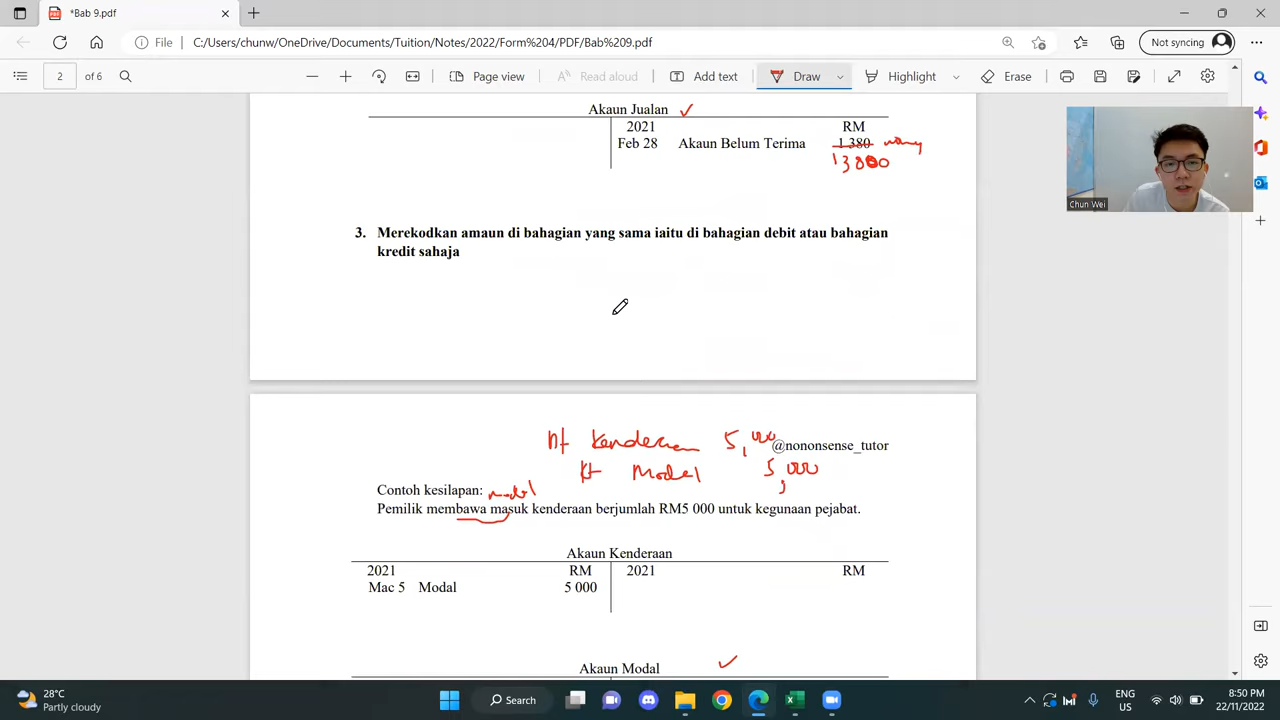 *Bab 9.pdf
File C:/Users/chunw/OneDrive/Documents/Tuition/Notes/2022/Form%204/PDF/Bab%209.pdf Not syncing
2 of 6 Page view Read aloud Add text Draw Highlight Erase
Akaun Jualan
2021 RM
Feb 28 Akaun Belum Terima 1 380
13800
Chun Wei
3. Merekodkan amaun di bahagian yang sama iaitu di bahagian debit atau bahagian
kredit sahaja
Dt Kenderaan 5,000
@nononsense_tutor
Kt Modal 5,000
Contoh kesilapan:
modal
Pemilik membawa masuk kenderaan berjumlah RM5 000 untuk kegunaan pejabat.
Akaun Kenderaan
2021 RM 2021 RM
Mac 5 Modal 5 000
Akaun Modal
28°C
Partly cloudy
Search
ENG
US
8:50 PM
22/11/2022